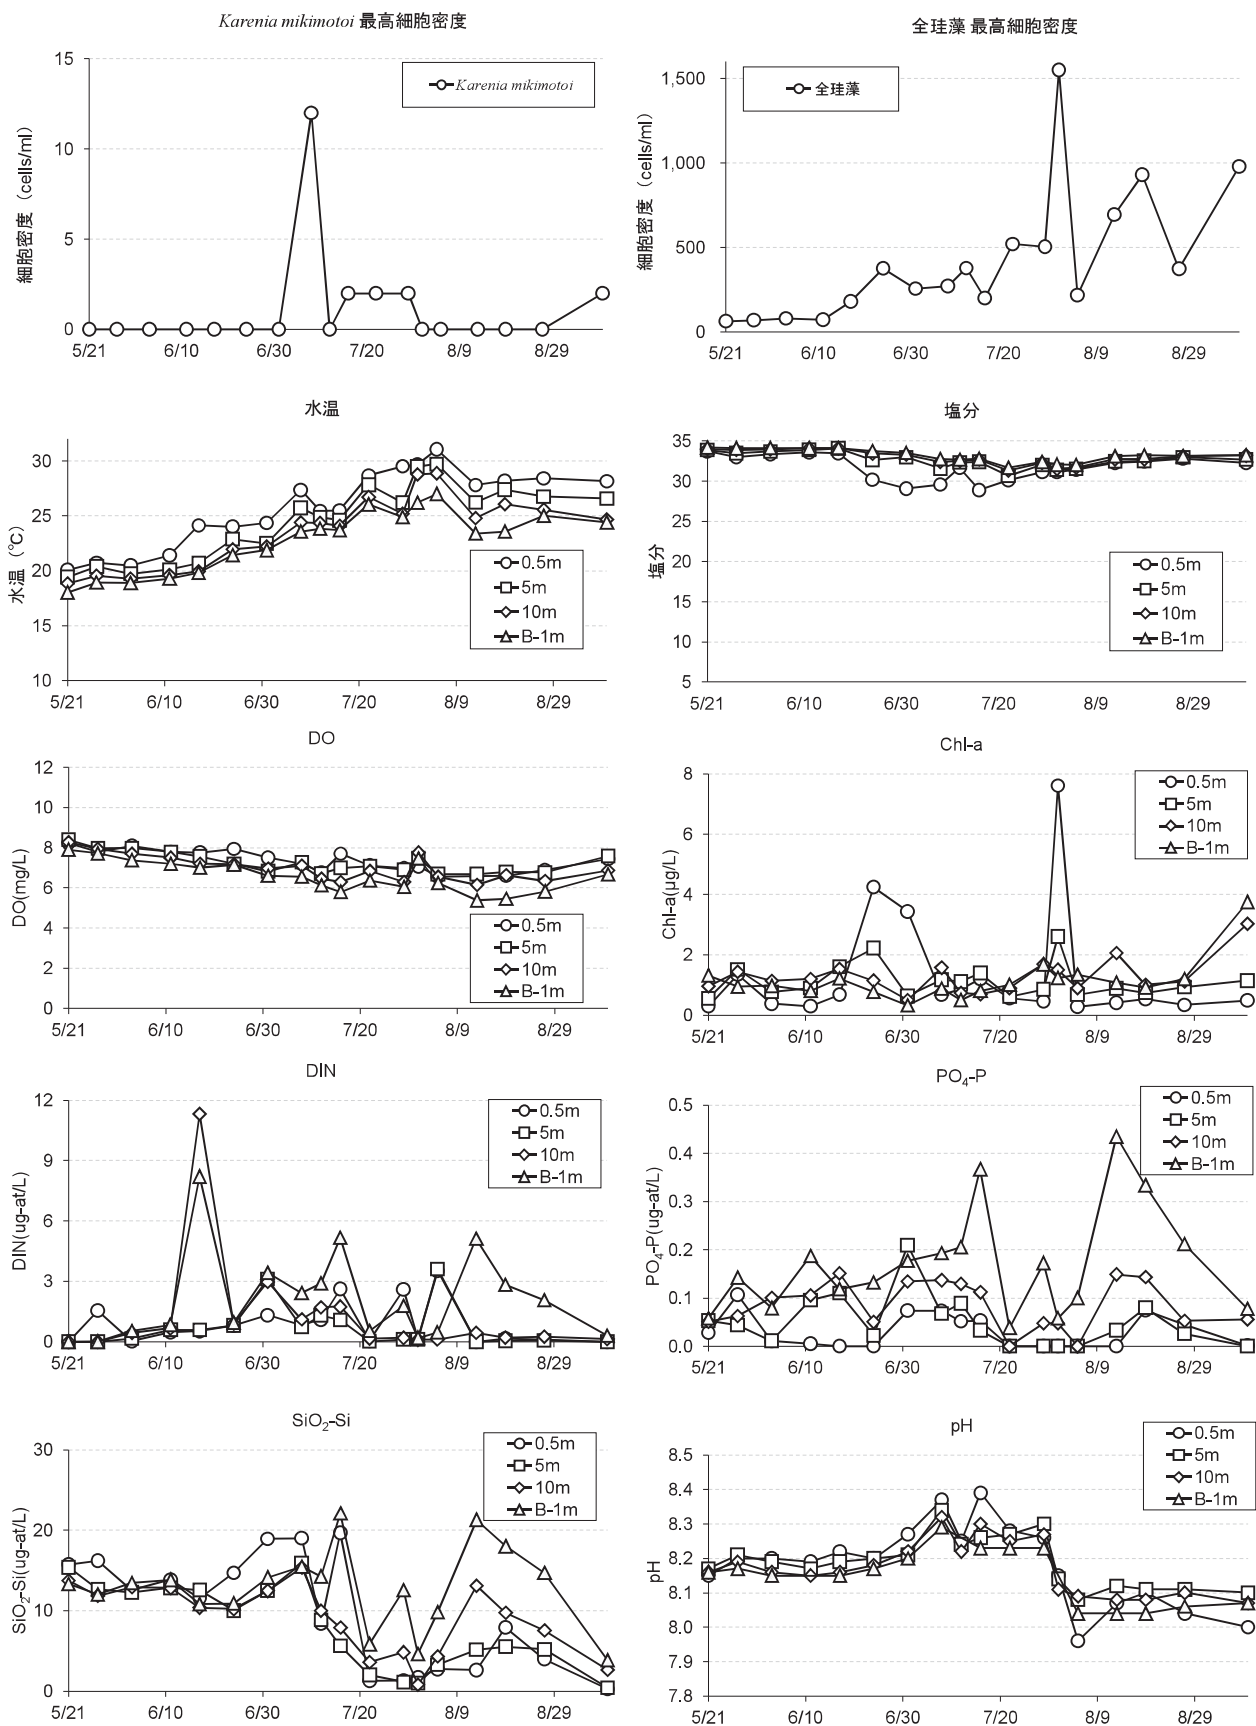 Karenia mikimotoi 最高細胞密度
15
10
5
0
細胞密度（cells/ml）
Karenia mikimotoi
5/21 6/10 6/30 7/20 8/9 8/29
全珪藻 最高細胞密度
1,500
1,000
500
0
細胞密度（cells/ml）
全珪藻
5/21 6/10 6/30 7/20 8/9 8/29
水温
30
25
20
15
10
水温（℃）
0.5m
5m
10m
B-1m
5/21 6/10 6/30 7/20 8/9 8/29
塩分
35
30
25
20
15
10
5
塩分
0.5m
5m
10m
B-1m
5/21 6/10 6/30 7/20 8/9 8/29
DO
12
10
8
6
4
2
0
DO(mg/L)
0.5m
5m
10m
B-1m
5/21 6/10 6/30 7/20 8/9 8/29
Chl-a
8
6
4
2
0
Chl-a(μg/L)
0.5m
5m
10m
B-1m
5/21 6/10 6/30 7/20 8/9 8/29
DIN
12
9
6
3
0
DIN(ug-at/L)
0.5m
5m
10m
B-1m
5/21 6/10 6/30 7/20 8/9 8/29
PO₄-P
0.5
0.4
0.3
0.2
0.1
0.0
PO₄-P(ug-at/L)
0.5m
5m
10m
B-1m
5/21 6/10 6/30 7/20 8/9 8/29
SiO₂-Si
30
20
10
0
SiO₂-Si(ug-at/L)
0.5m
5m
10m
B-1m
5/21 6/10 6/30 7/20 8/9 8/29
pH
8.5
8.4
8.3
8.2
8.1
8.0
7.9
7.8
pH
0.5m
5m
10m
B-1m
5/21 6/10 6/30 7/20 8/9 8/29